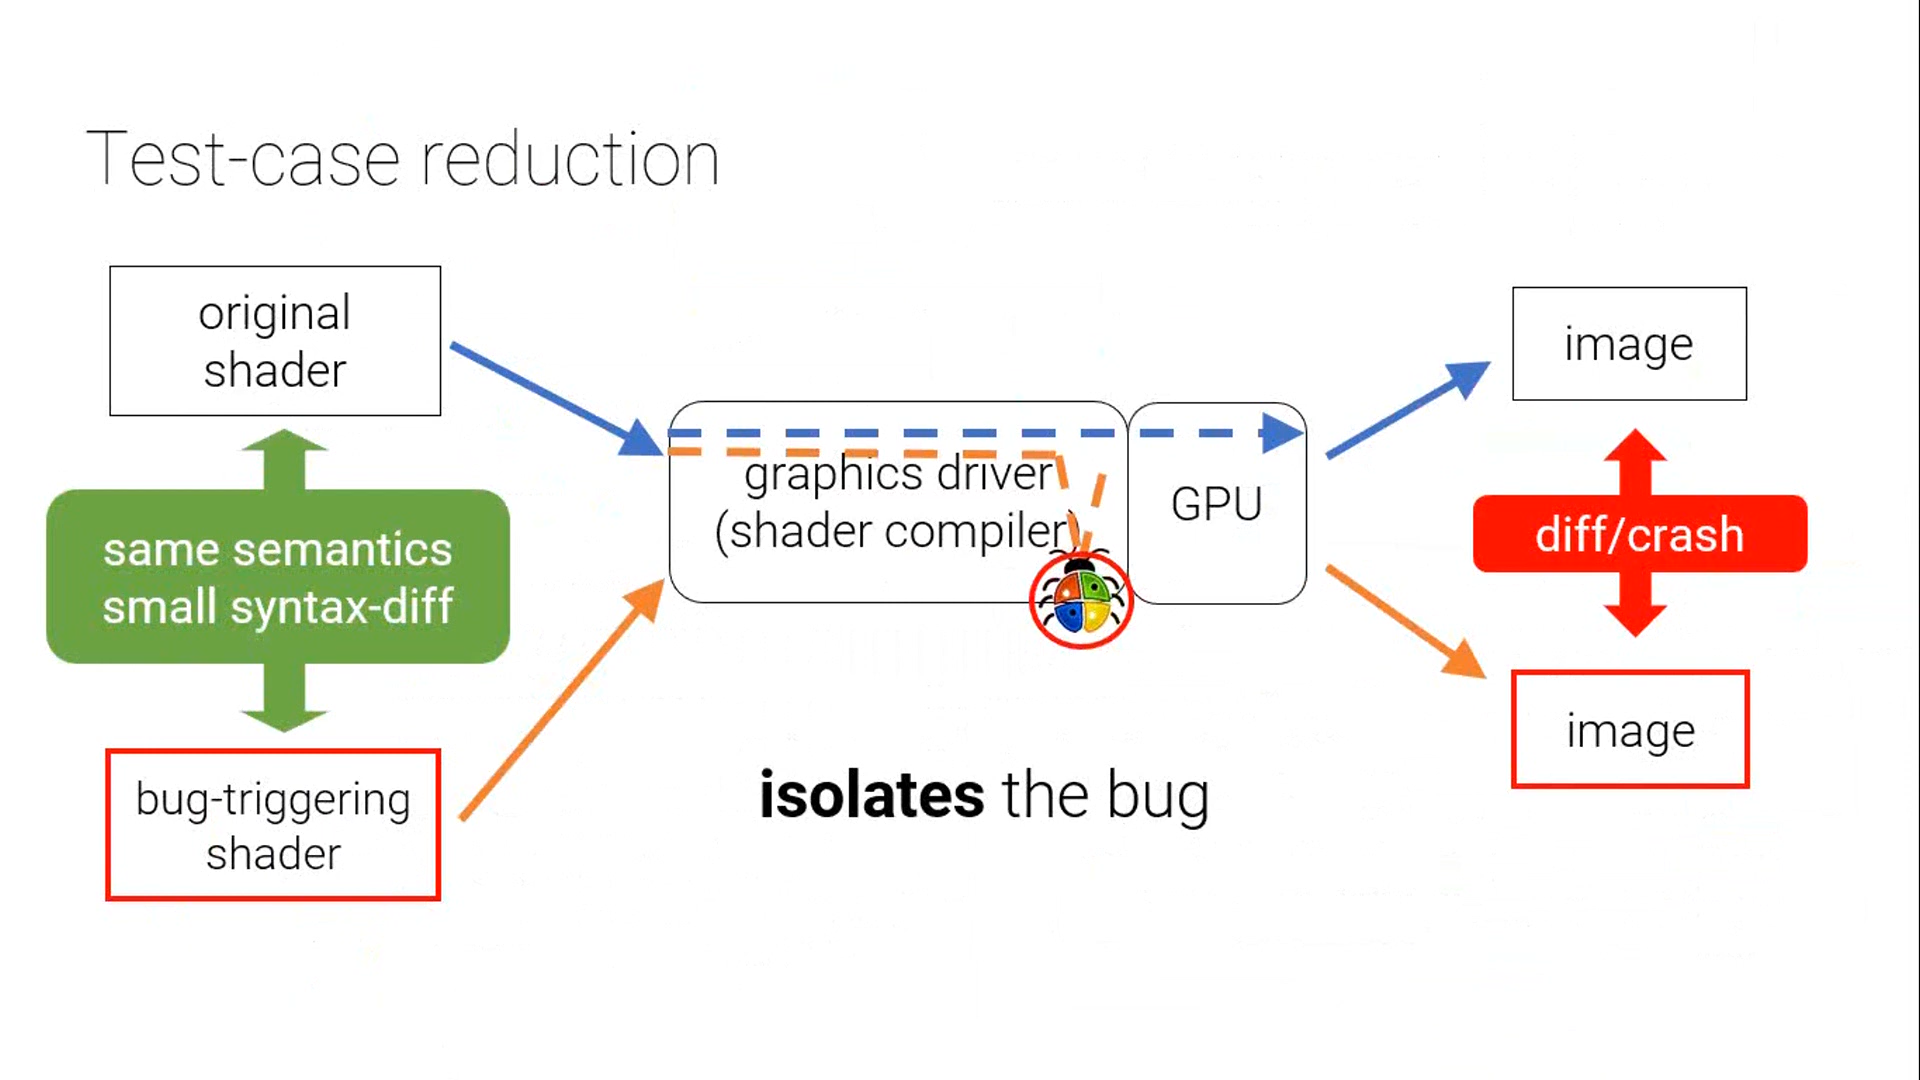 Test-case reduction
original
shader
same semantics
small syntax-diff
bug-triggering
shader
graphics driver
(shader compiler)
GPU
isolates the bug
image
diff/crash
image